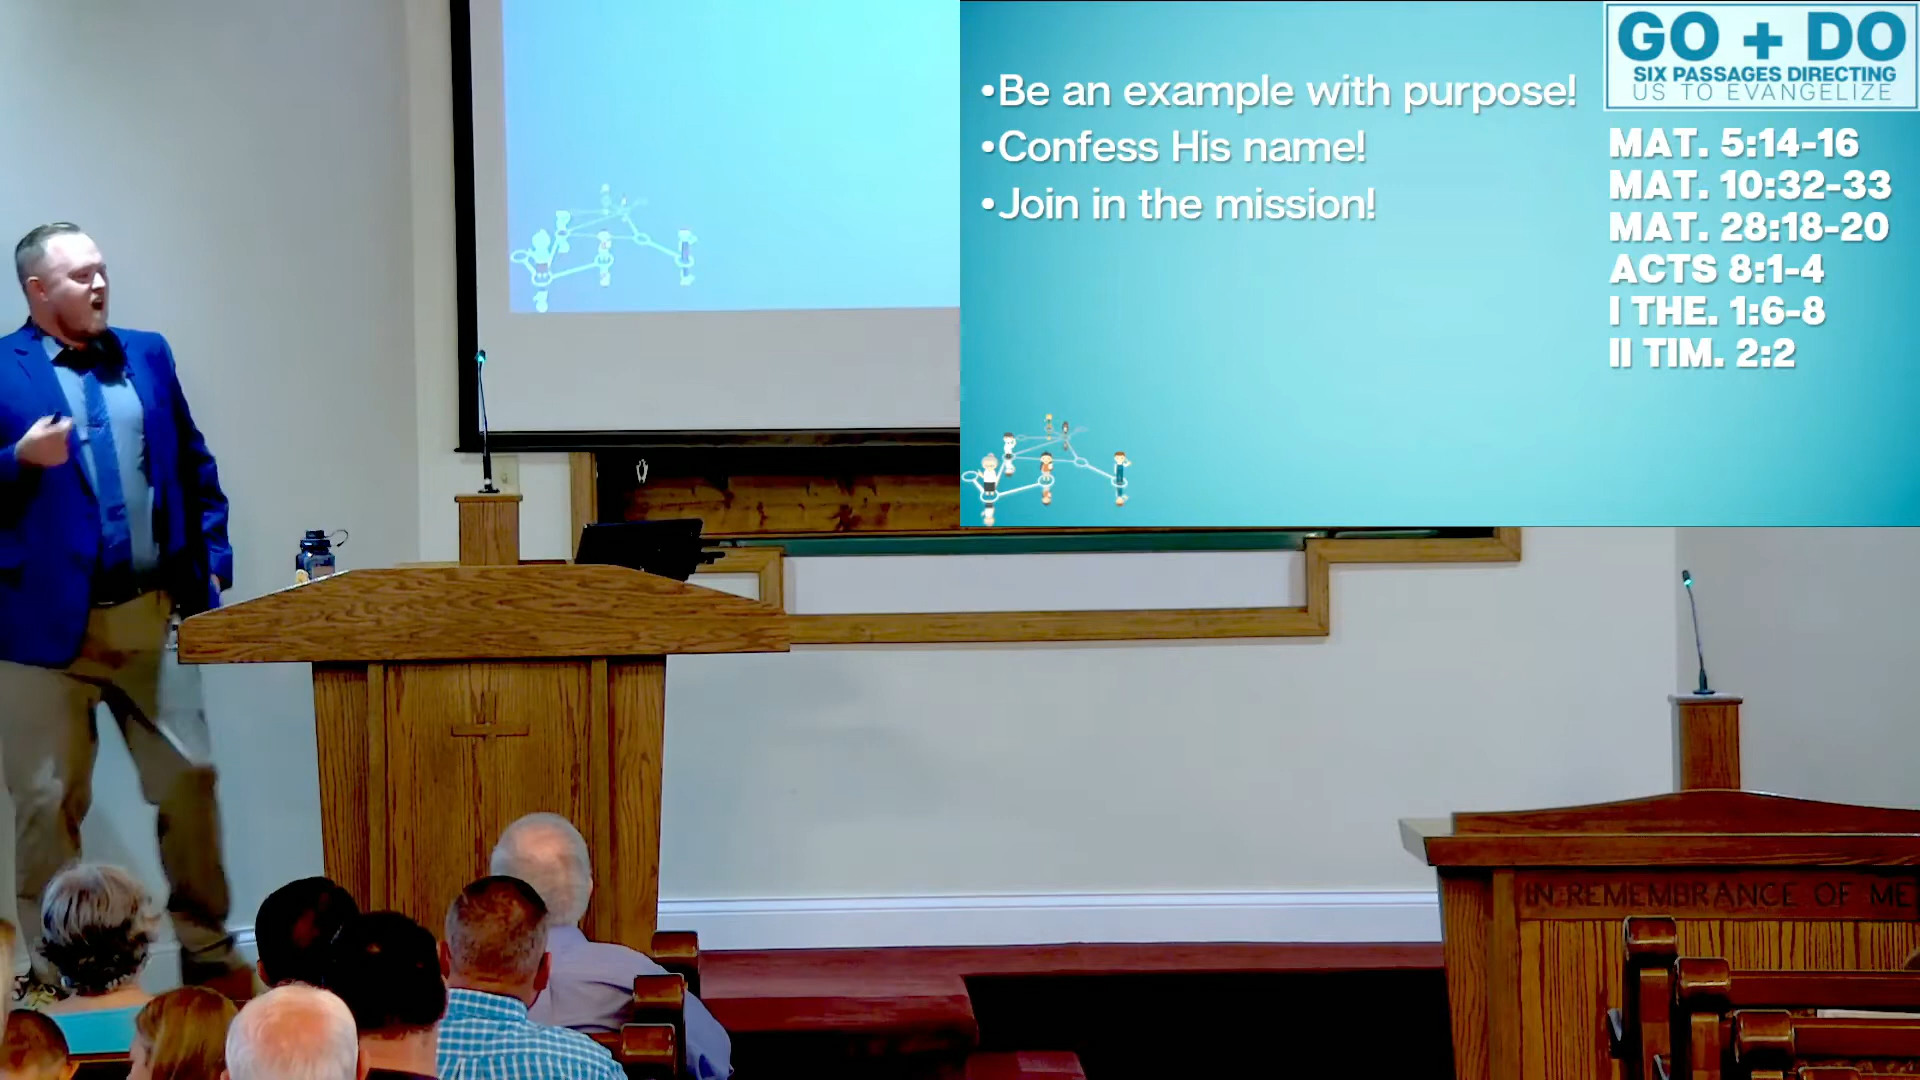 •Be an example with purpose!
•Confess His name!
•Join in the mission!
GO + DO
SIX PASSAGES DIRECTING
US TO EVANGELIZE
MAT. 5:14-16
MAT. 10:32-33
MAT. 28:18-20
ACTS 8:1-4
I THE. 1:6-8
II TIM. 2:2
IN REMEMBRANCE OF ME